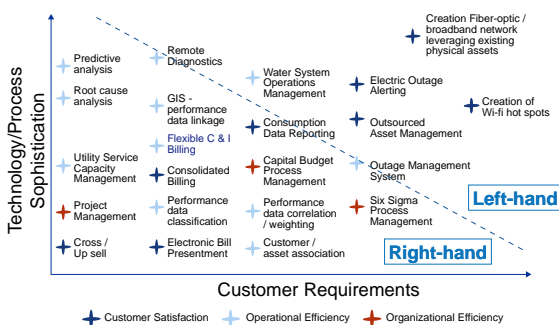 Technology/Process
Sophistication
Predictive
analysis
Root cause
analysis
Utility Service
Capacity
Management
Project
Management
Cross /
Up sell
Remote
Diagnostics
GIS -
performance
data linkage
Flexible C & I
Billing
Consolidated
Billing
Performance
data
classification
Electronic Bill
Presentment
Water System
Operations
Management
Consumption
Data Reporting
Capital Budget
Process
Management
Performance
data correlation
/ weighting
Customer /
asset association
Creation Fiber-optic /
broadband network
leveraging existing
physical assets
Electric Outage
Alerting
Outsourced
Asset Management
Outage Management
System
Six Sigma
Process
Management
Creation of
Wi-fi hot spots
Left-hand
Right-hand
Customer Requirements
Customer Satisfaction
Operational Efficiency
Organizational Efficiency